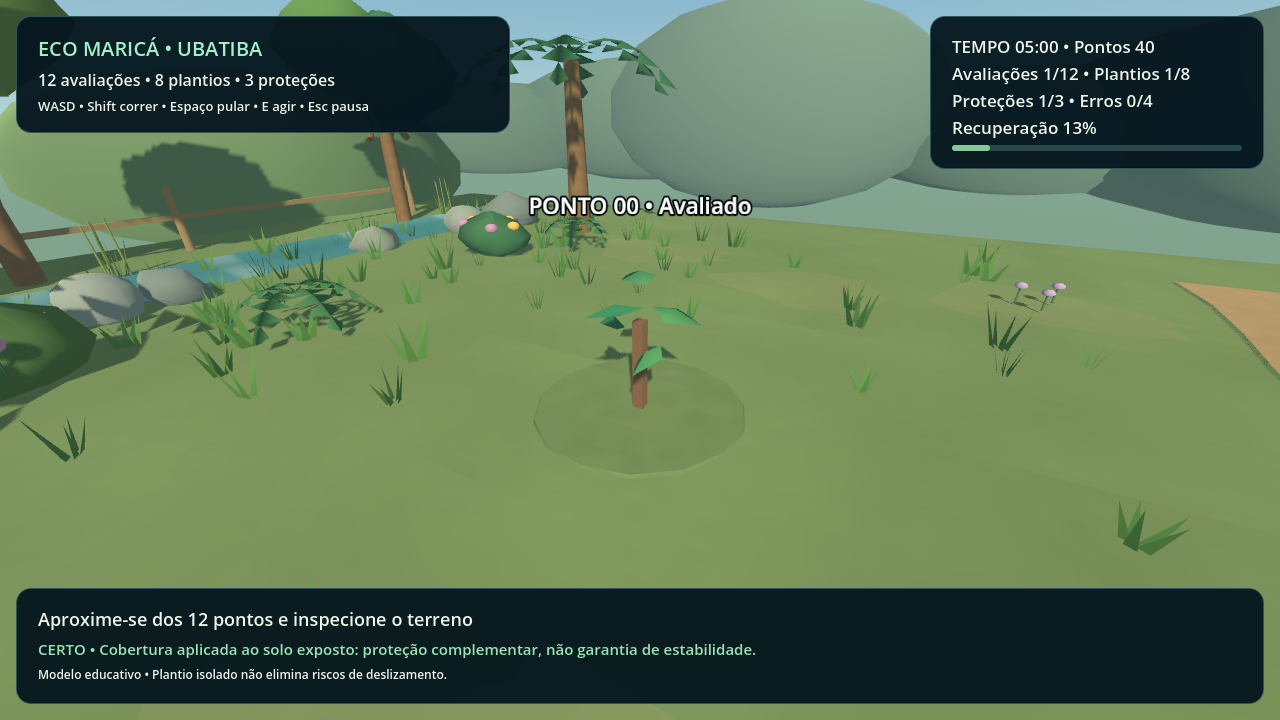 ECO MARICÁ • UBATIBA
12 avaliações • 8 plantios • 3 proteções
WASD • Shift correr • Espaço pular • E agir • Esc pausa
TEMPO 05:00 • Pontos 40
Avaliações 1/12 • Plantios 1/8
Proteções 1/3 • Erros 0/4
Recuperação 13%
PONTO 00 • Avaliado
Aproxime-se dos 12 pontos e inspecione o terreno
CERTO • Cobertura aplicada ao solo exposto: proteção complementar, não garantia de estabilidade.
Modelo educativo • Plantio isolado não elimina riscos de deslizamento.